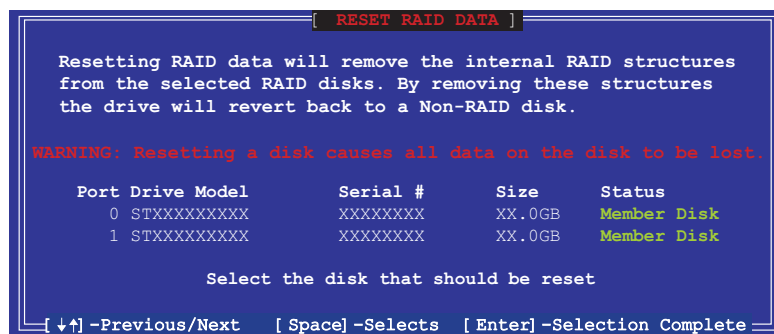 [ RESET RAID DATA ]
Resetting RAID data will remove the internal RAID structures
from the selected RAID disks. By removing these structures
the drive will revert back to a Non-RAID disk.
WARNING: Resetting a disk causes all data on the disk to be lost.
Port Drive Model Serial # Size Status
0 STXXXXXXXXX XXXXXXXX XX.0GB Member Disk
1 STXXXXXXXXX XXXXXXXX XX.0GB Member Disk
Select the disk that should be reset
[↓↑]-Previous/Next [Space]-Selects [Enter]-Selection Complete